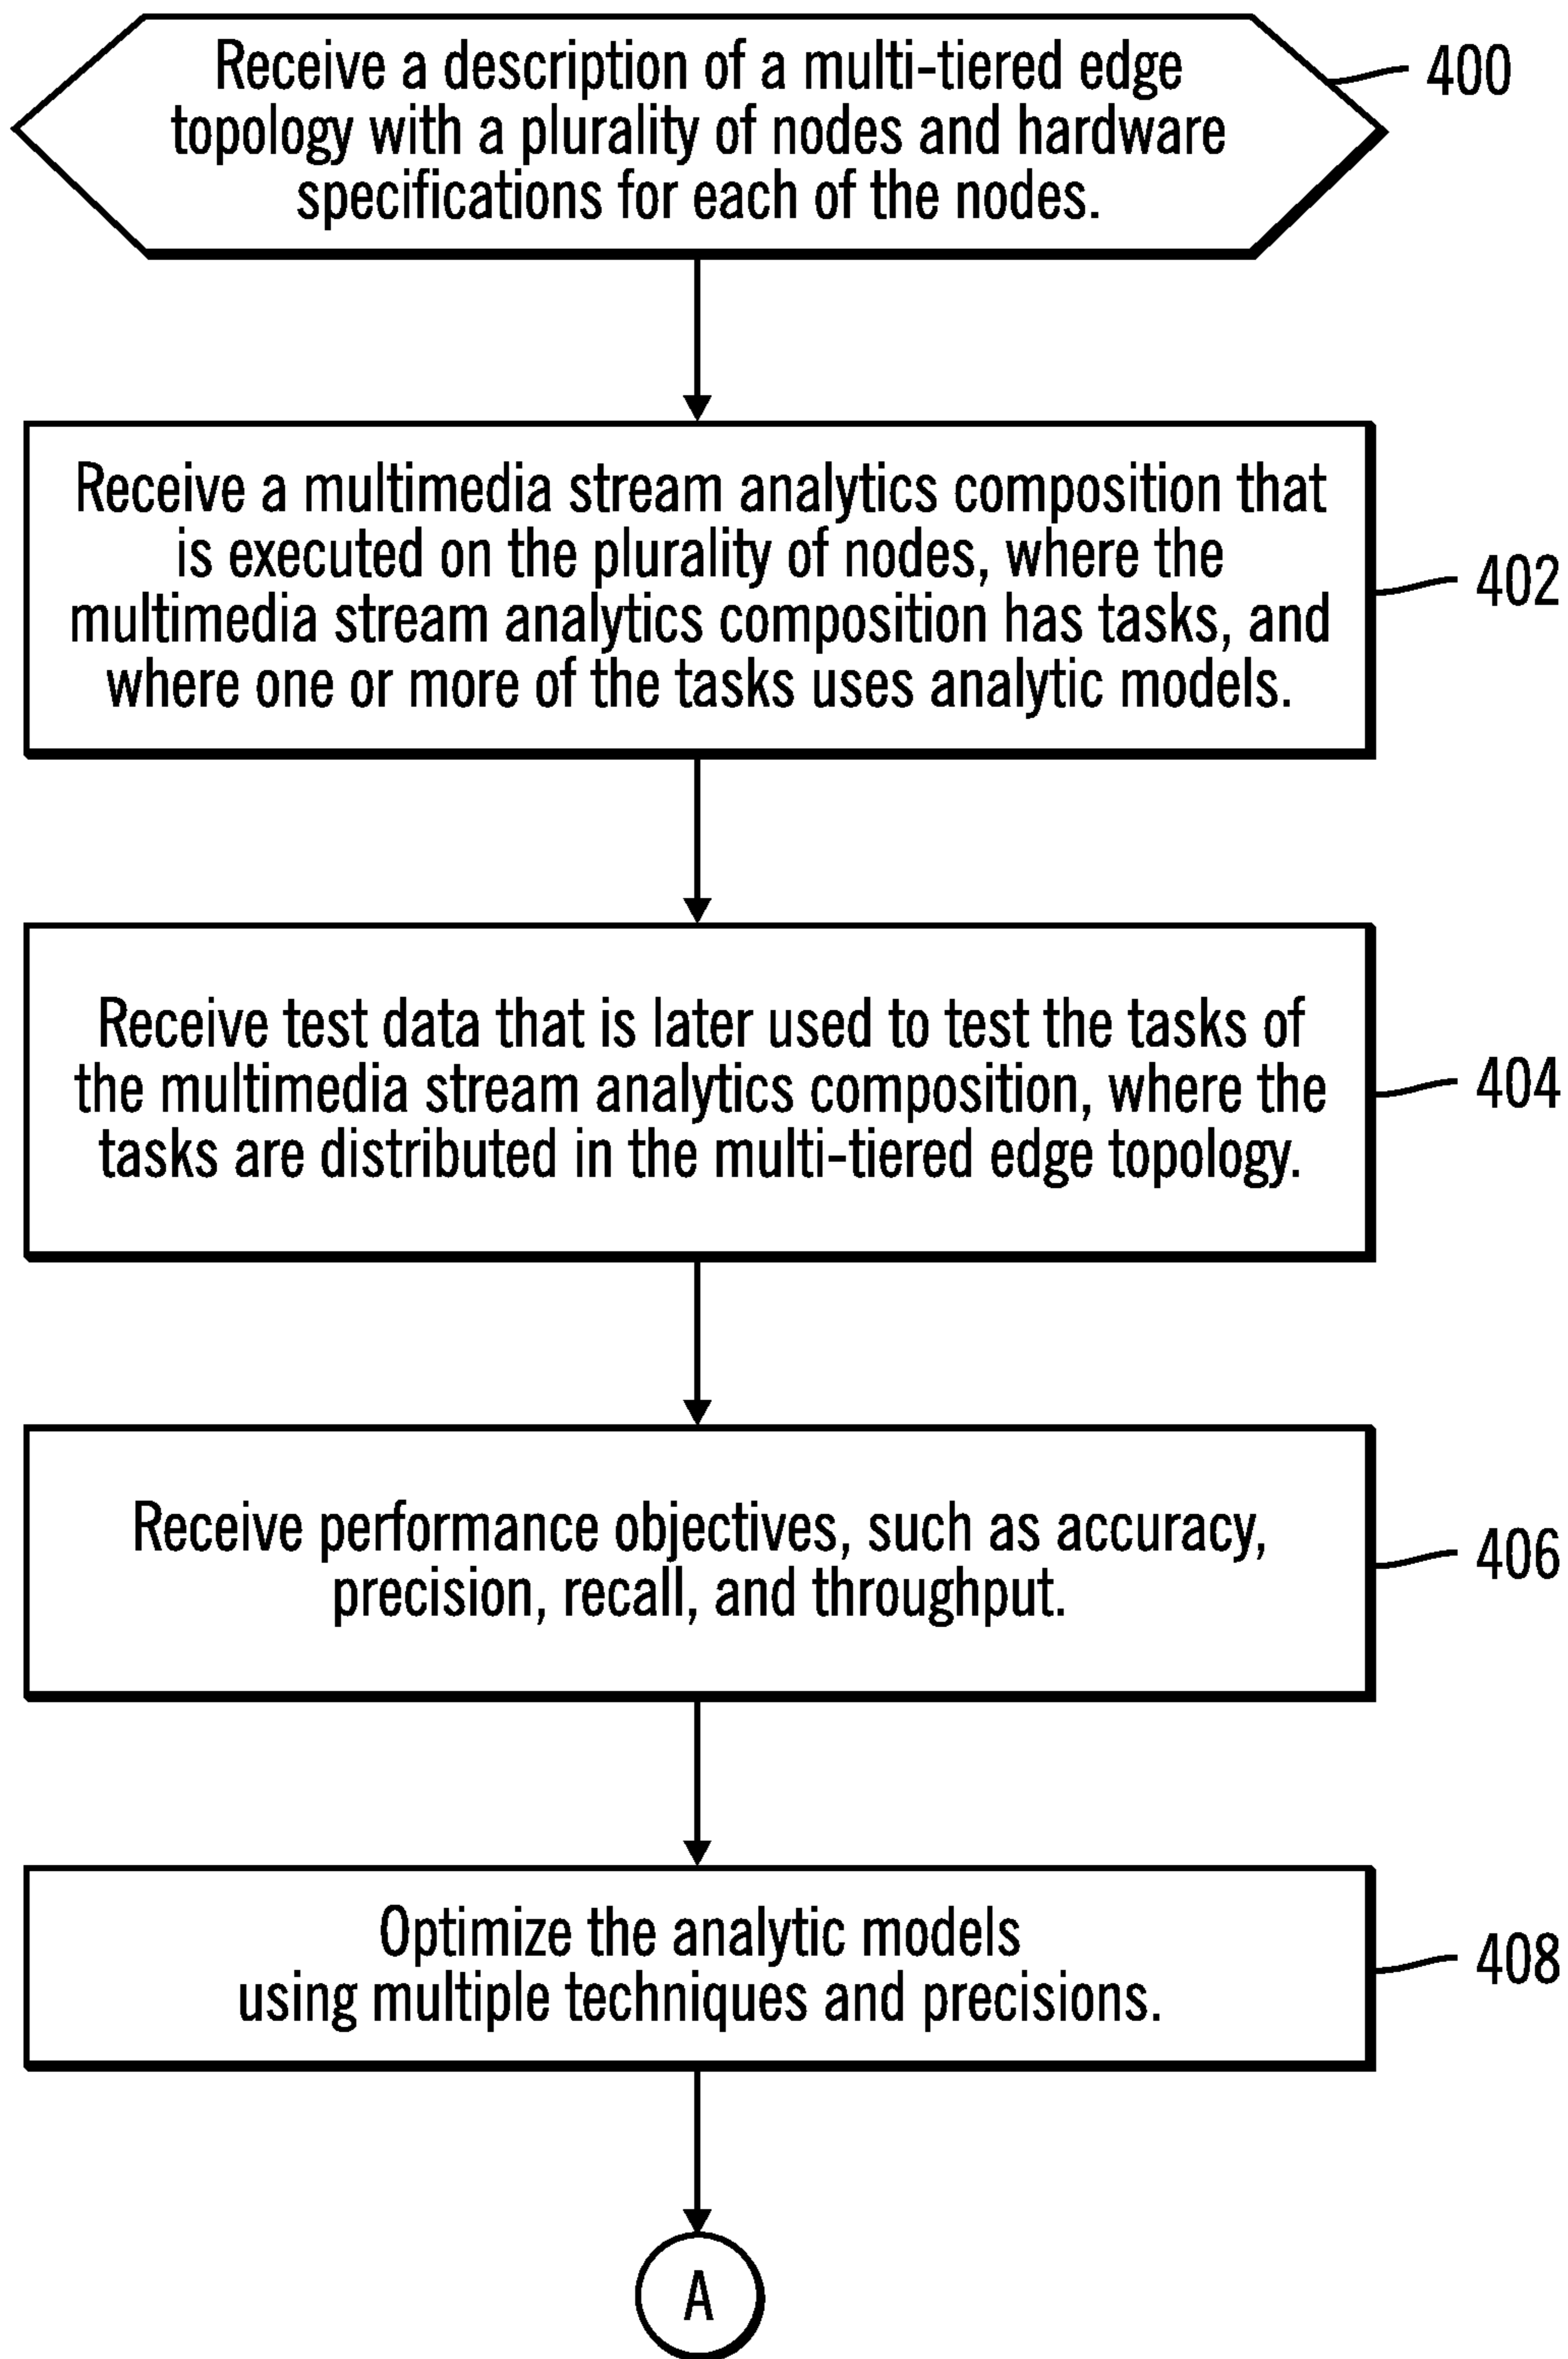 Receive a description of a multi-tiered edge
topology with a plurality of nodes and hardware
specifications for each of the nodes.
400
Receive a multimedia stream analytics composition that
is executed on the plurality of nodes, where the
multimedia stream analytics composition has tasks, and
where one or more of the tasks uses analytic models.
402
Receive test data that is later used to test the tasks of
the multimedia stream analytics composition, where the
tasks are distributed in the multi-tiered edge topology.
404
Receive performance objectives, such as accuracy,
precision, recall, and throughput.
406
Optimize the analytic models
using multiple techniques and precisions.
408
A